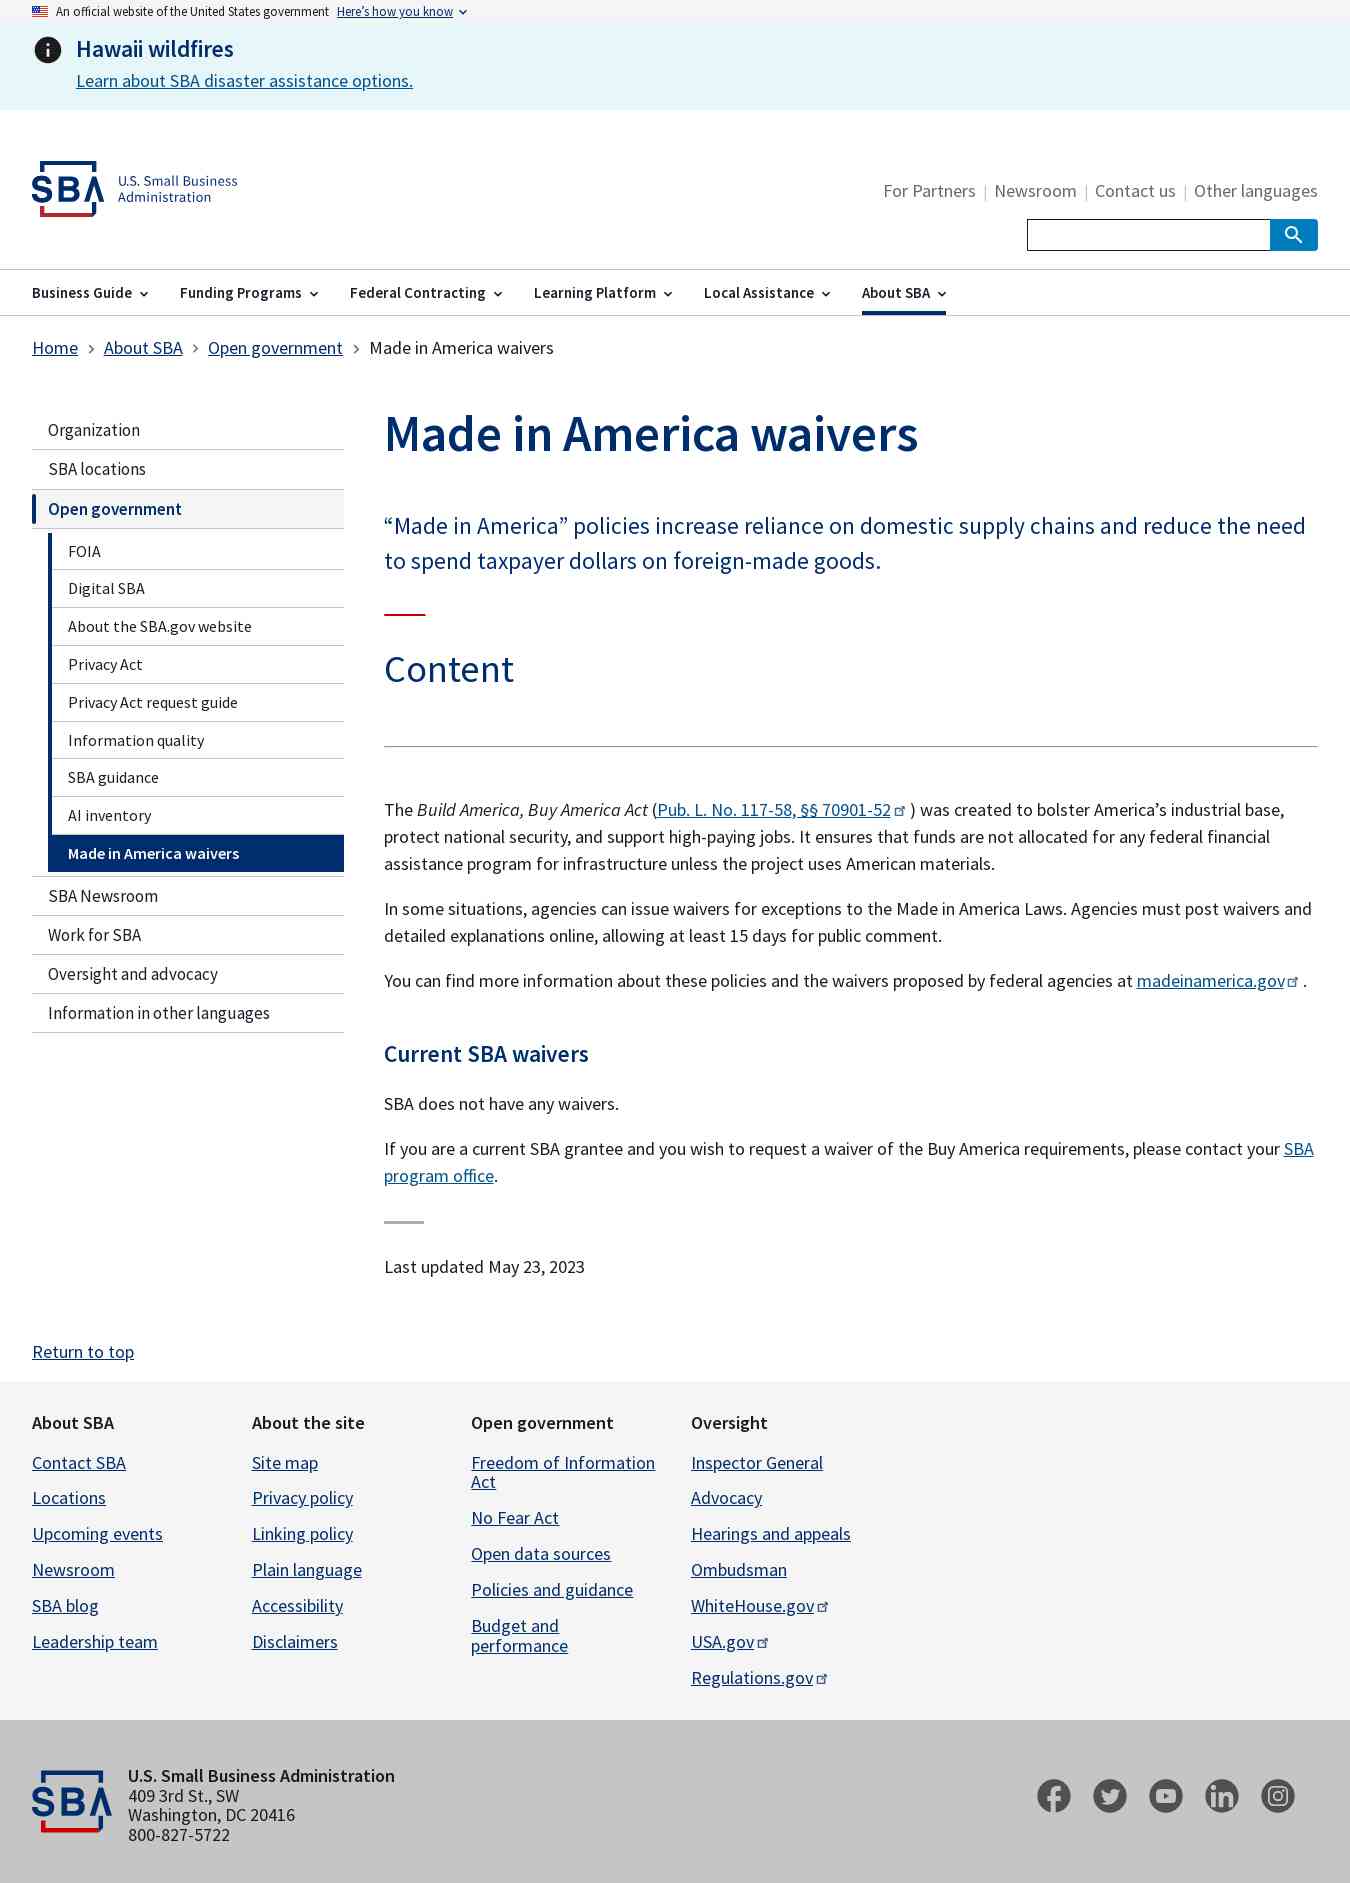 An official website of the United States government Here’s how you know
Hawaii wildfires
Learn about SBA disaster assistance options.
SBA
U.S. Small Business
Administration
For Partners | Newsroom | Contact us | Other languages
Business Guide
Funding Programs
Federal Contracting
Learning Platform
Local Assistance
About SBA
Home > About SBA > Open government > Made in America waivers
Organization
SBA locations
Open government
FOIA
Digital SBA
About the SBA.gov website
Privacy Act
Privacy Act request guide
Information quality
SBA guidance
AI inventory
Made in America waivers
SBA Newsroom
Work for SBA
Oversight and advocacy
Information in other languages
Made in America waivers
“Made in America” policies increase reliance on domestic supply chains and reduce the need
to spend taxpayer dollars on foreign-made goods.
Content
The Build America, Buy America Act (Pub. L. No. 117-58, §§ 70901-52 ) was created to bolster America’s industrial base,
protect national security, and support high-paying jobs. It ensures that funds are not allocated for any federal financial
assistance program for infrastructure unless the project uses American materials.
In some situations, agencies can issue waivers for exceptions to the Made in America Laws. Agencies must post waivers and
detailed explanations online, allowing at least 15 days for public comment.
You can find more information about these policies and the waivers proposed by federal agencies at madeinamerica.gov .
Current SBA waivers
SBA does not have any waivers.
If you are a current SBA grantee and you wish to request a waiver of the Buy America requirements, please contact your SBA
program office.
Last updated May 23, 2023
Return to top
About SBA
Contact SBA
Locations
Upcoming events
Newsroom
SBA blog
Leadership team
About the site
Site map
Privacy policy
Linking policy
Plain language
Accessibility
Disclaimers
Open government
Freedom of Information
Act
No Fear Act
Open data sources
Policies and guidance
Budget and
performance
Oversight
Inspector General
Advocacy
Hearings and appeals
Ombudsman
WhiteHouse.gov
USA.gov
Regulations.gov
SBA
U.S. Small Business Administration
409 3rd St., SW
Washington, DC 20416
800-827-5722